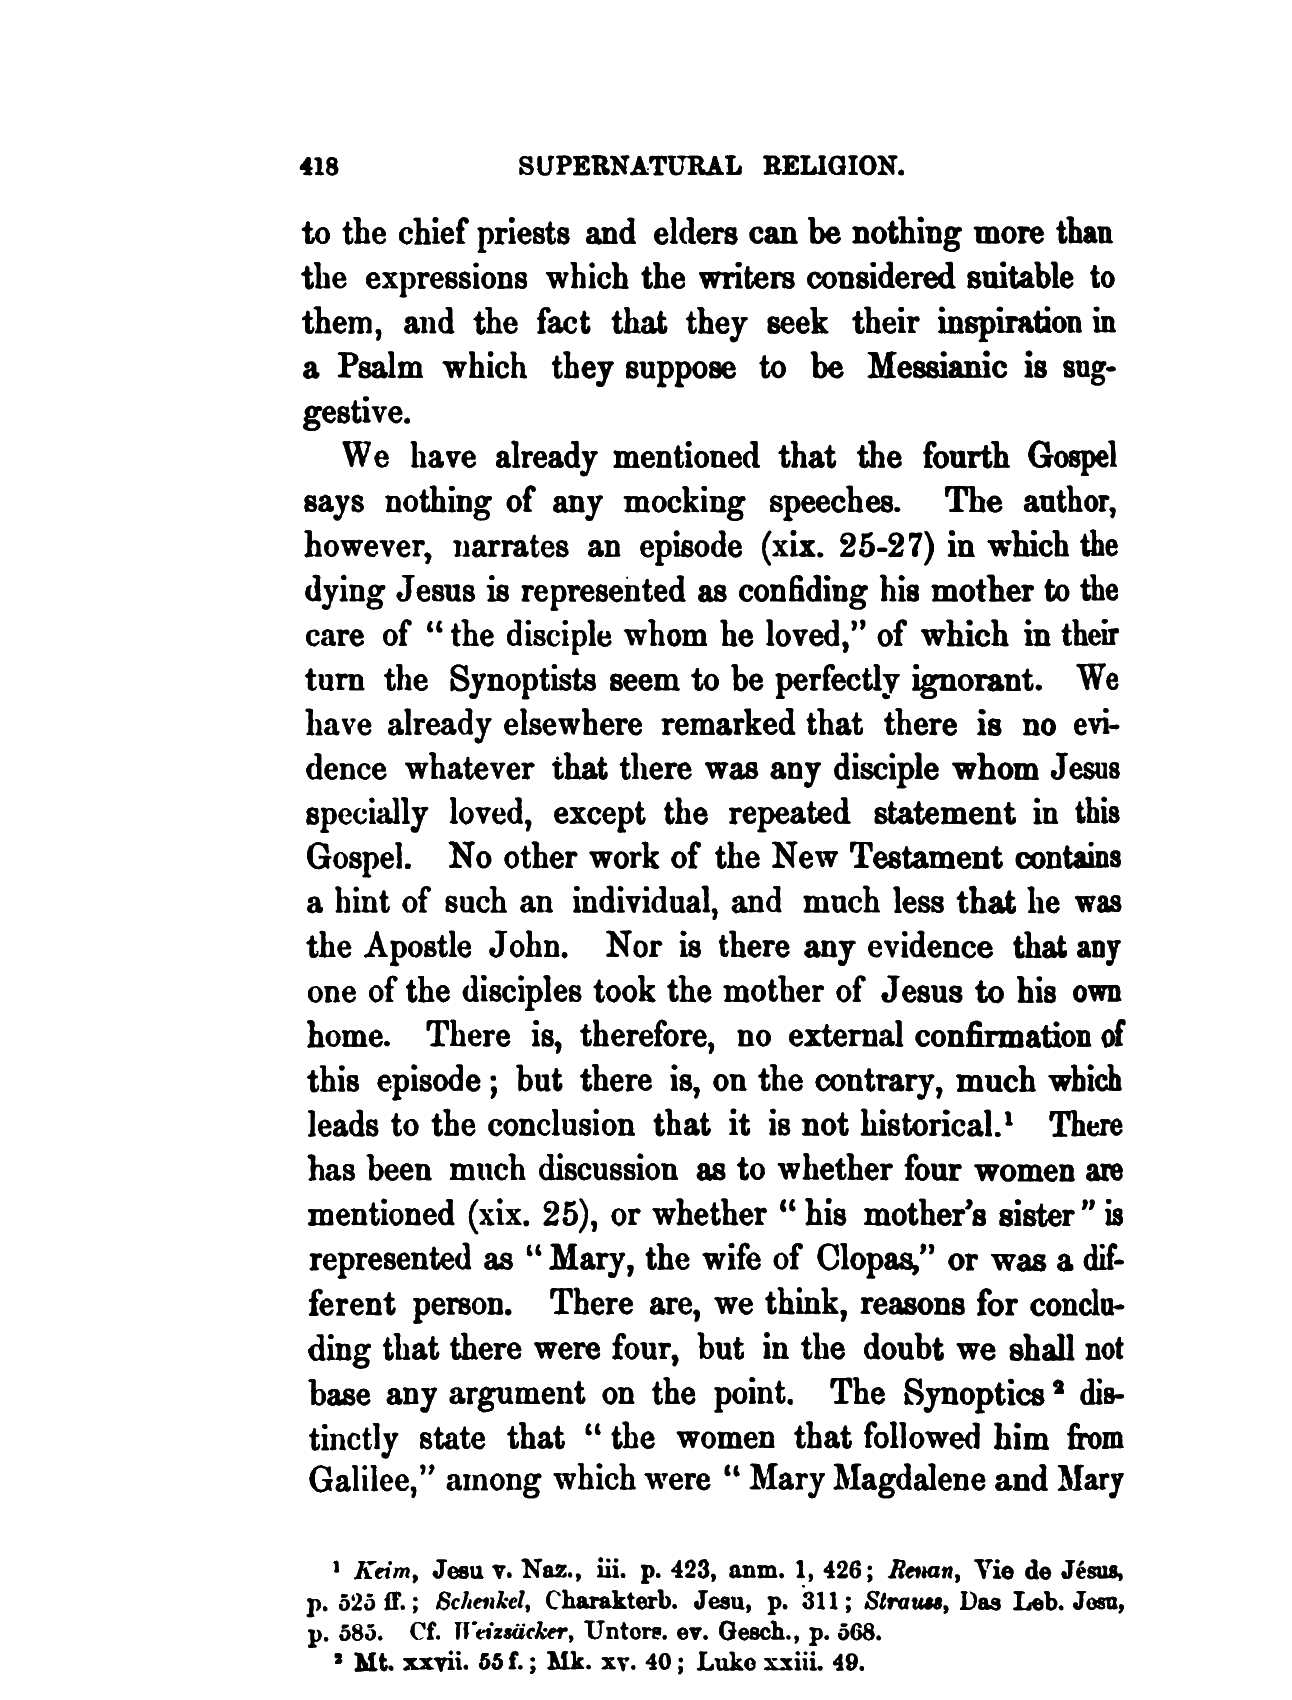 418 SUPERNATURAL RELIGION.
to the chief priests and elders can be nothing more than
the expressions which the writers considered suitable to
them, and the fact that they seek their inspiration in
a Psalm which they suppose to be Messianic is sug-
gestive.
We have already mentioned that the fourth Gospel
says nothing of any mocking speeches. The author,
however, narrates an episode (xix. 25-27) in which the
dying Jesus is represented as confiding his mother to the
care of “the disciple whom he loved,” of which in their
turn the Synoptists seem to be perfectly ignorant. We
have already elsewhere remarked that there is no evi-
dence whatever that there was any disciple whom Jesus
specially loved, except the repeated statement in this
Gospel. No other work of the New Testament contains
a hint of such an individual, and much less that he was
the Apostle John. Nor is there any evidence that any
one of the disciples took the mother of Jesus to his own
home. There is, therefore, no external confirmation of
this episode; but there is, on the contrary, much which
leads to the conclusion that it is not historical.¹ There
has been much discussion as to whether four women are
mentioned (xix. 25), or whether “his mother’s sister” is
represented as “Mary, the wife of Clopas,” or was a dif-
ferent person. There are, we think, reasons for conclu-
ding that there were four, but in the doubt we shall not
base any argument on the point. The Synoptics² dis-
tinctly state that “the women that followed him from
Galilee,” among which were “Mary Magdalene and Mary
¹ Keim, Jesu v. Naz., iii. p. 423, anm. 1, 426; Renan, Vie de Jésus,
p. 525 ff.; Schenkel, Charakterb. Jesu, p. 311; Strauss, Das Leb. Jesu,
p. 585. Cf. Weizsäcker, Unters. ev. Gesch., p. 568.
² Mt. xxvii. 55 f.; Mk. xv. 40; Luke xxiii. 49.